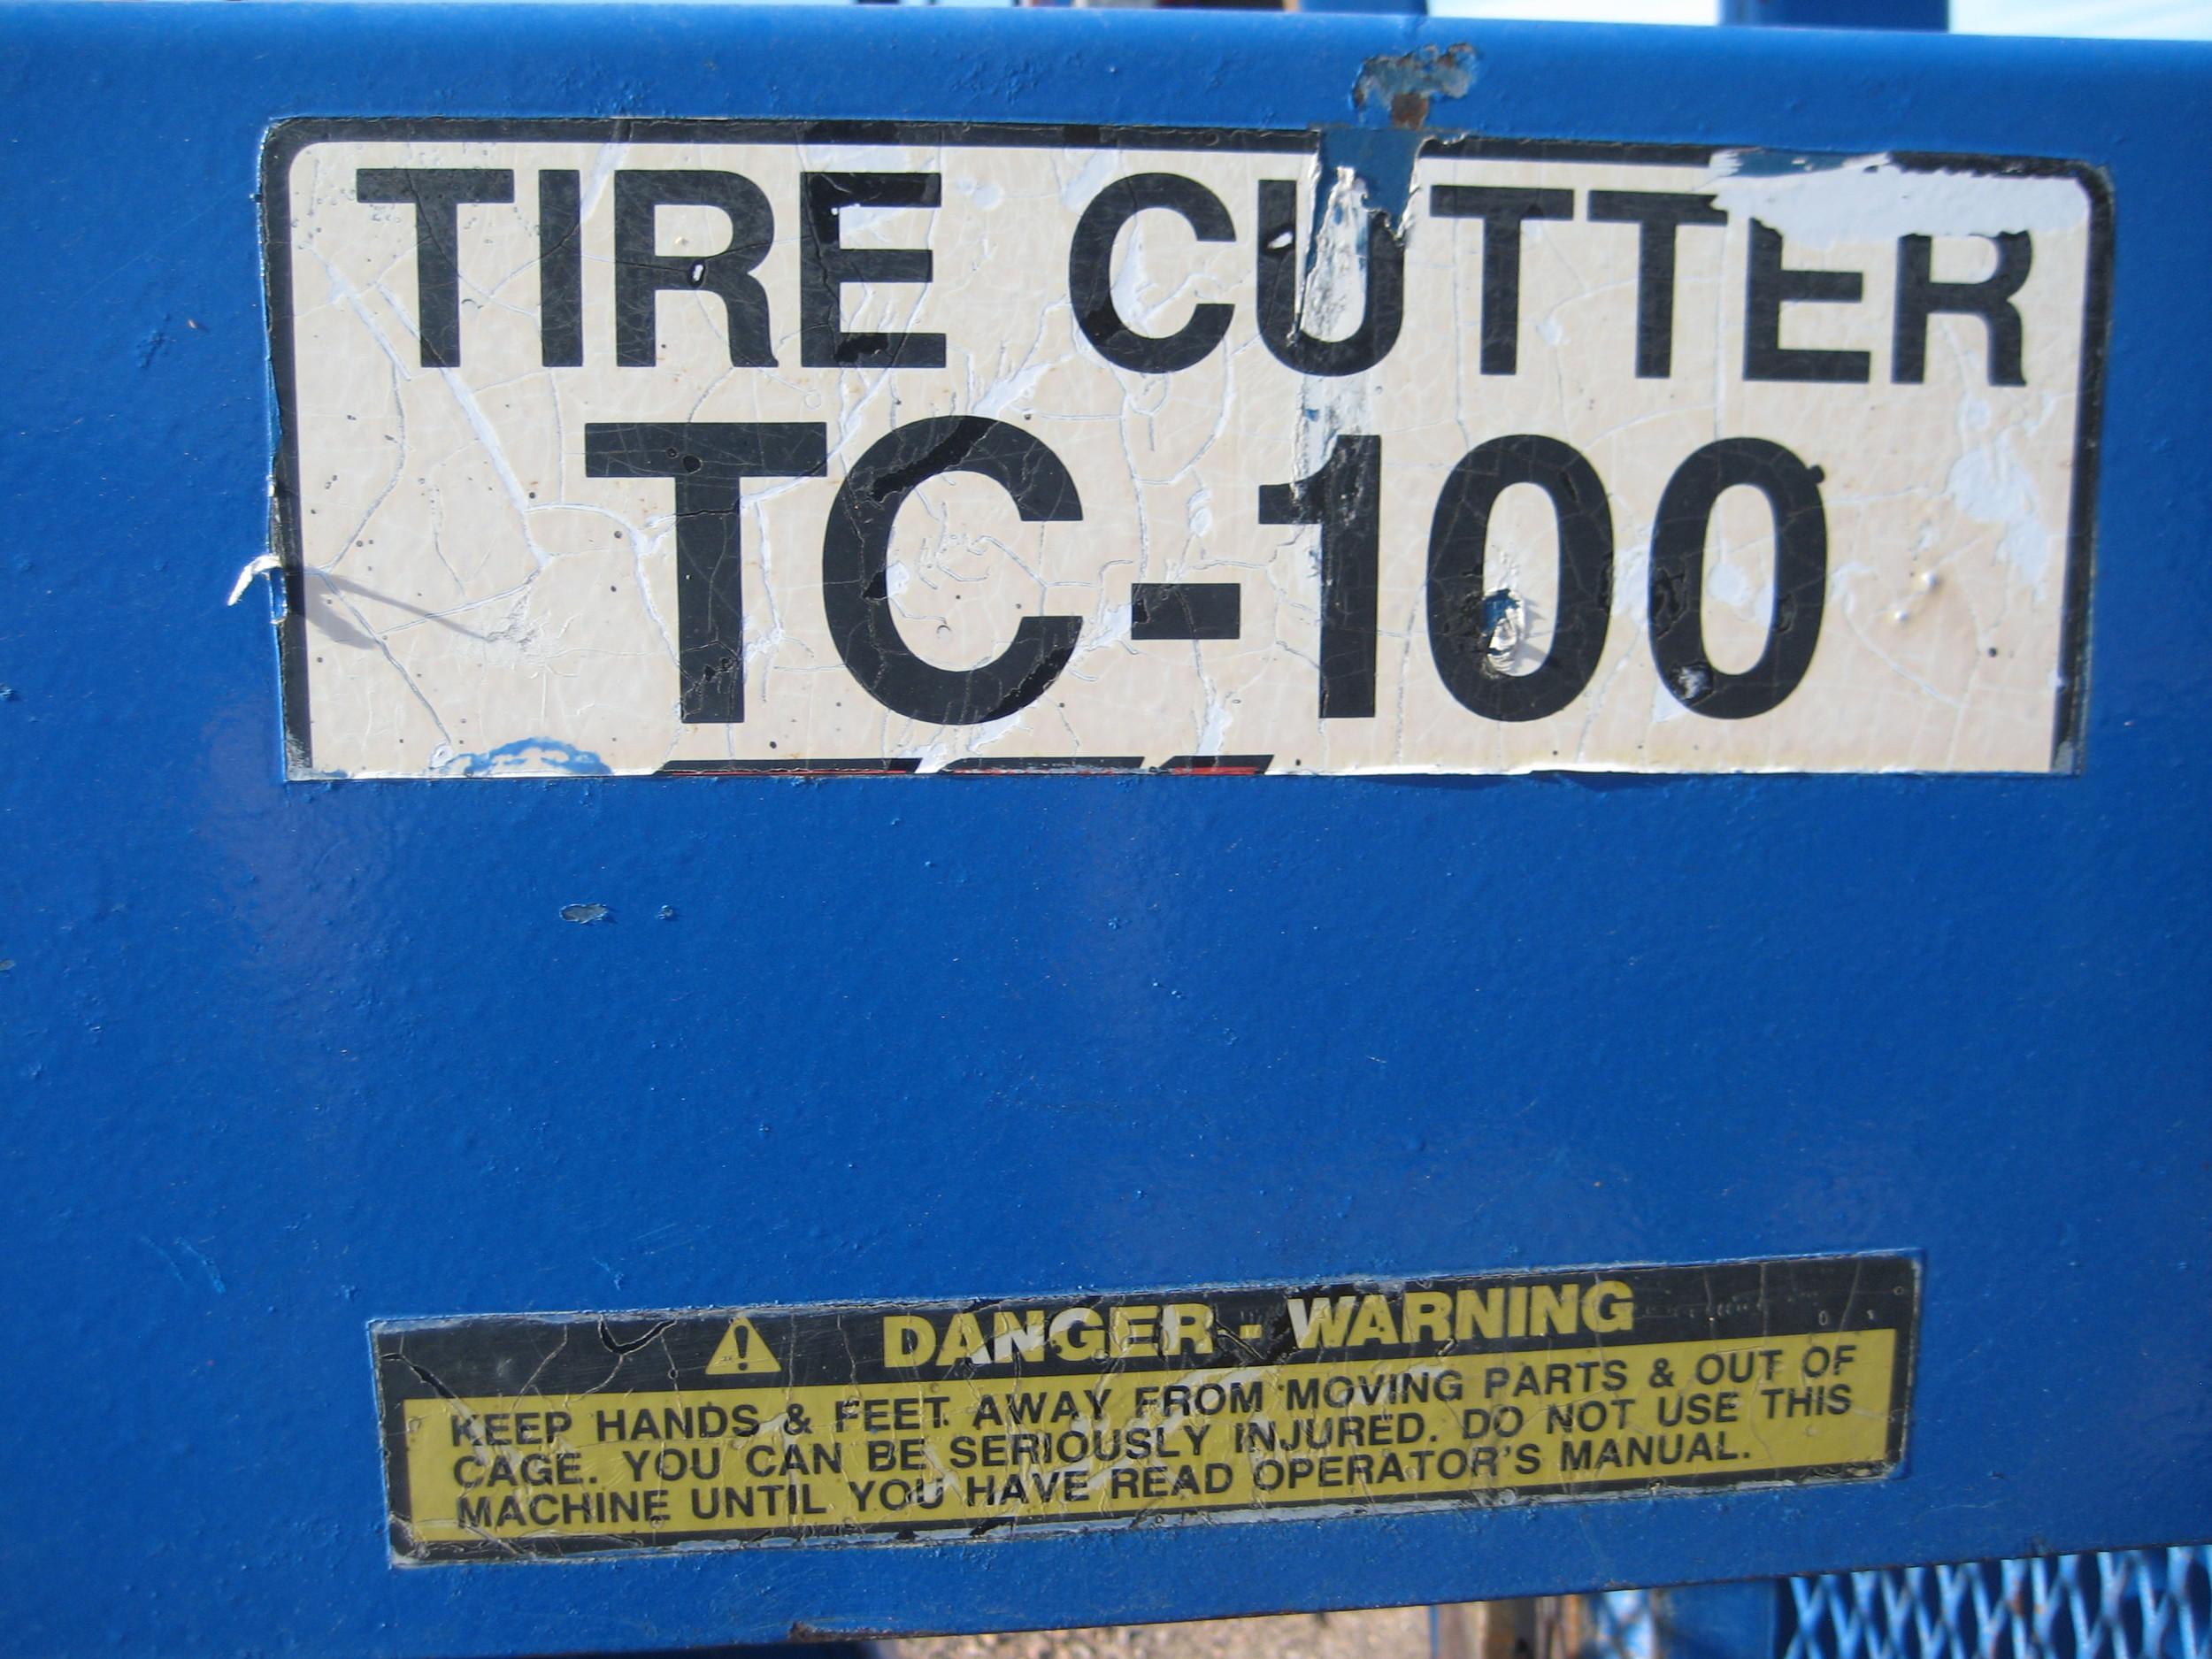 TIRE CUTTER
TC-100
DANGER - WARNING
KEEP HANDS & FEET AWAY FROM MOVING PARTS & OUT OF
CAGE. YOU CAN BE SERIOUSLY INJURED. DO NOT USE THIS
MACHINE UNTIL YOU HAVE READ OPERATOR'S MANUAL.